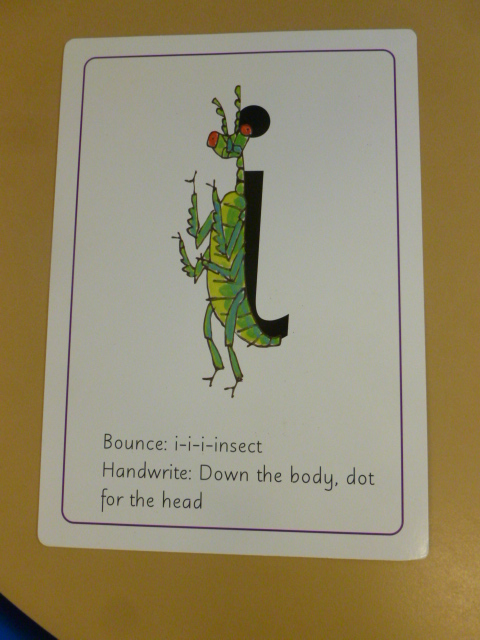 i
Bounce: i-i-i-insect
Handwrite: Down the body, dot
for the head